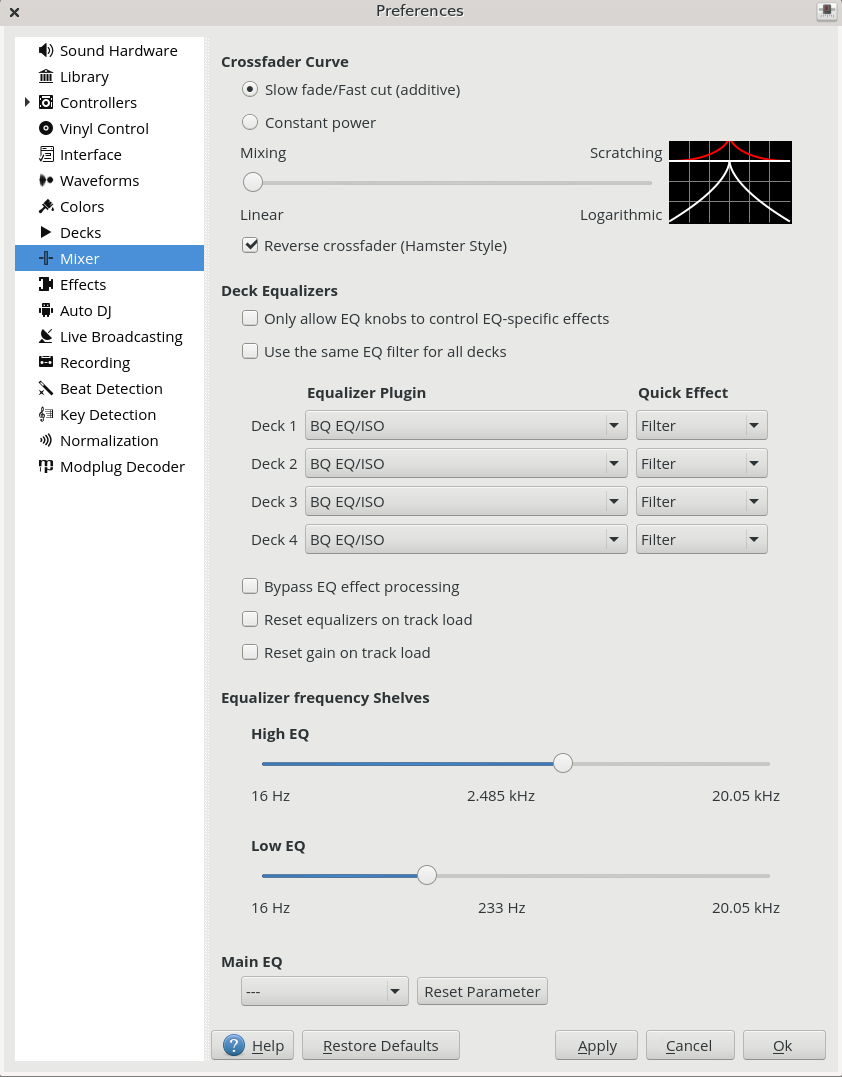 Preferences
Sound Hardware
Library
Controllers
Vinyl Control
Interface
Waveforms
Colors
Decks
Mixer
Effects
Auto DJ
Live Broadcasting
Recording
Beat Detection
Key Detection
Normalization
Modplug Decoder
Crossfader Curve
Slow fade/Fast cut (additive)
Constant power
Mixing Scratching
Linear Logarithmic
Reverse crossfader (Hamster Style)
Deck Equalizers
Only allow EQ knobs to control EQ-specific effects
Use the same EQ filter for all decks
Equalizer Plugin Quick Effect
Deck 1 BQ EQ/ISO Filter
Deck 2 BQ EQ/ISO Filter
Deck 3 BQ EQ/ISO Filter
Deck 4 BQ EQ/ISO Filter
Bypass EQ effect processing
Reset equalizers on track load
Reset gain on track load
Equalizer frequency Shelves
High EQ
16 Hz 2.485 kHz 20.05 kHz
Low EQ
16 Hz 233 Hz 20.05 kHz
Main EQ
--- Reset Parameter
? Help Restore Defaults Apply Cancel Ok